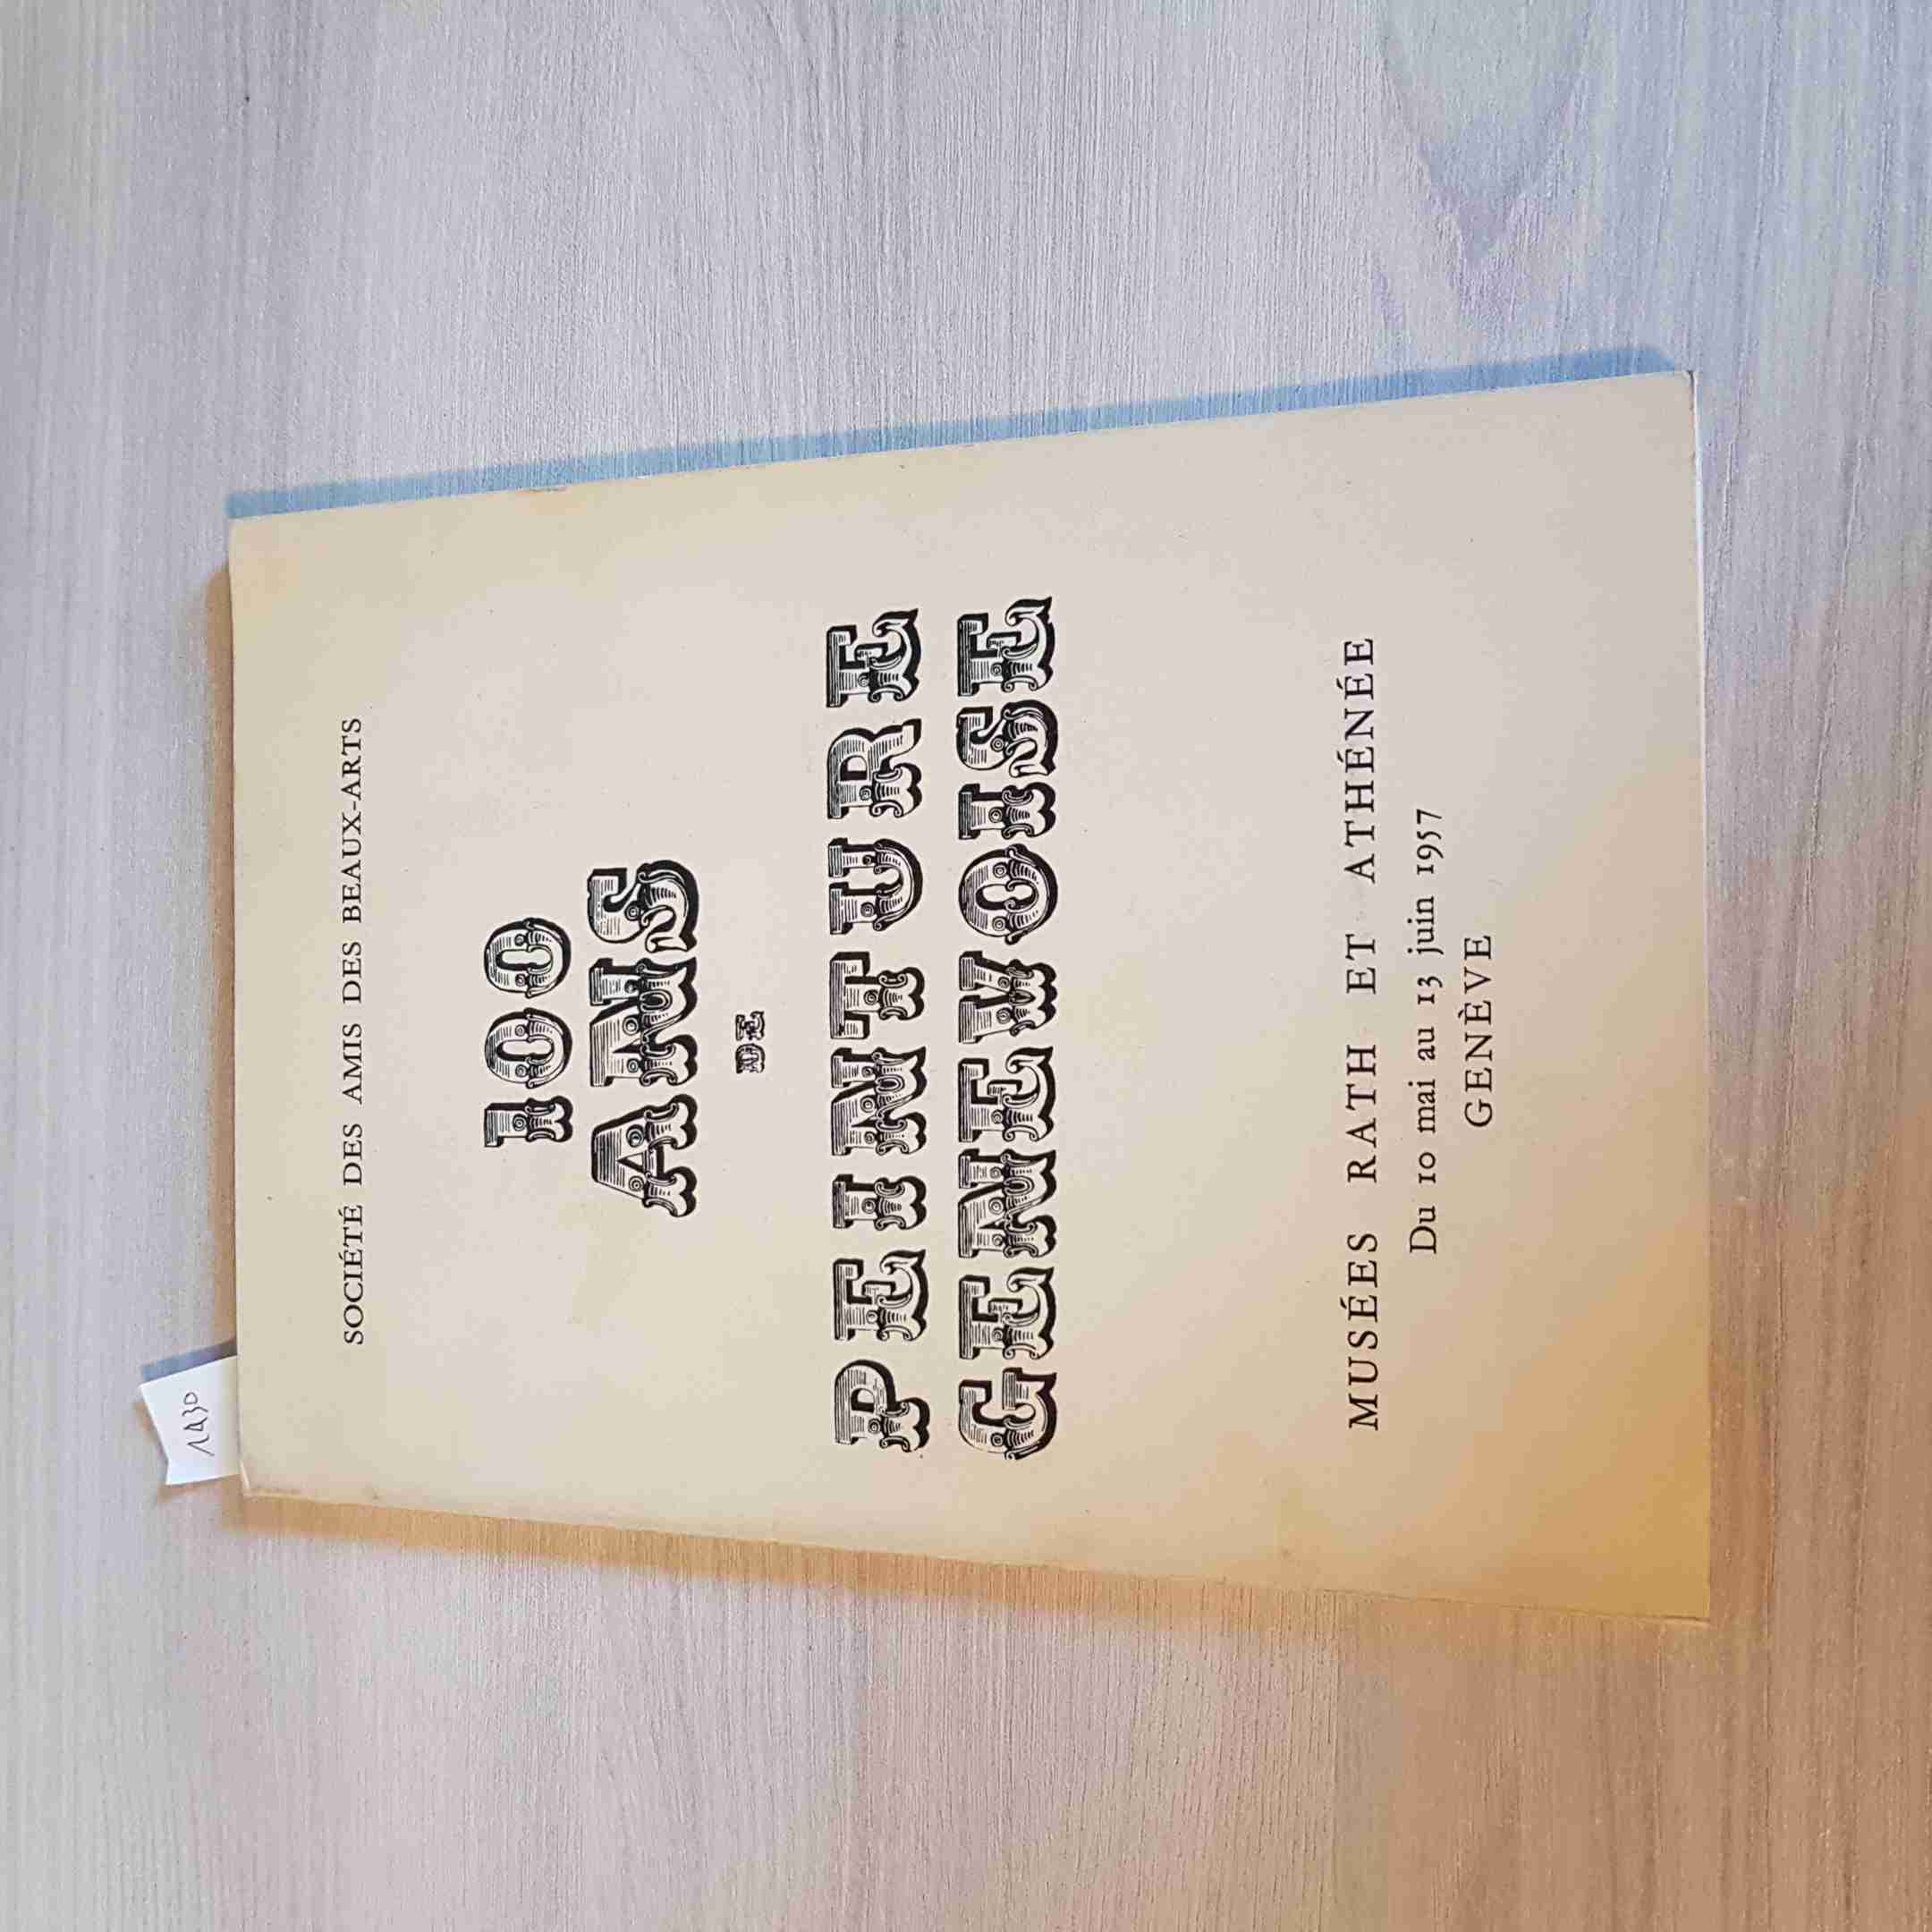 1430
SOCIÉTÉ DES AMIS DES BEAUX-ARTS
100
ANS
DE
PEINTURE
GENEVOISE
MUSÉES RATH ET ATHÉNÉE
Du 10 mai au 13 juin 1957
GENÈVE